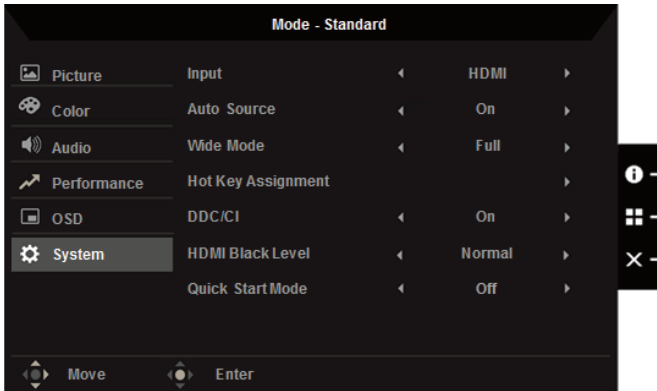 Mode - Standard
Picture
Color
Audio
Performance
OSD
System
Input HDMI
Auto Source On
Wide Mode Full
Hot Key Assignment
DDC/CI On
HDMI Black Level Normal
Quick Start Mode Off
Move Enter